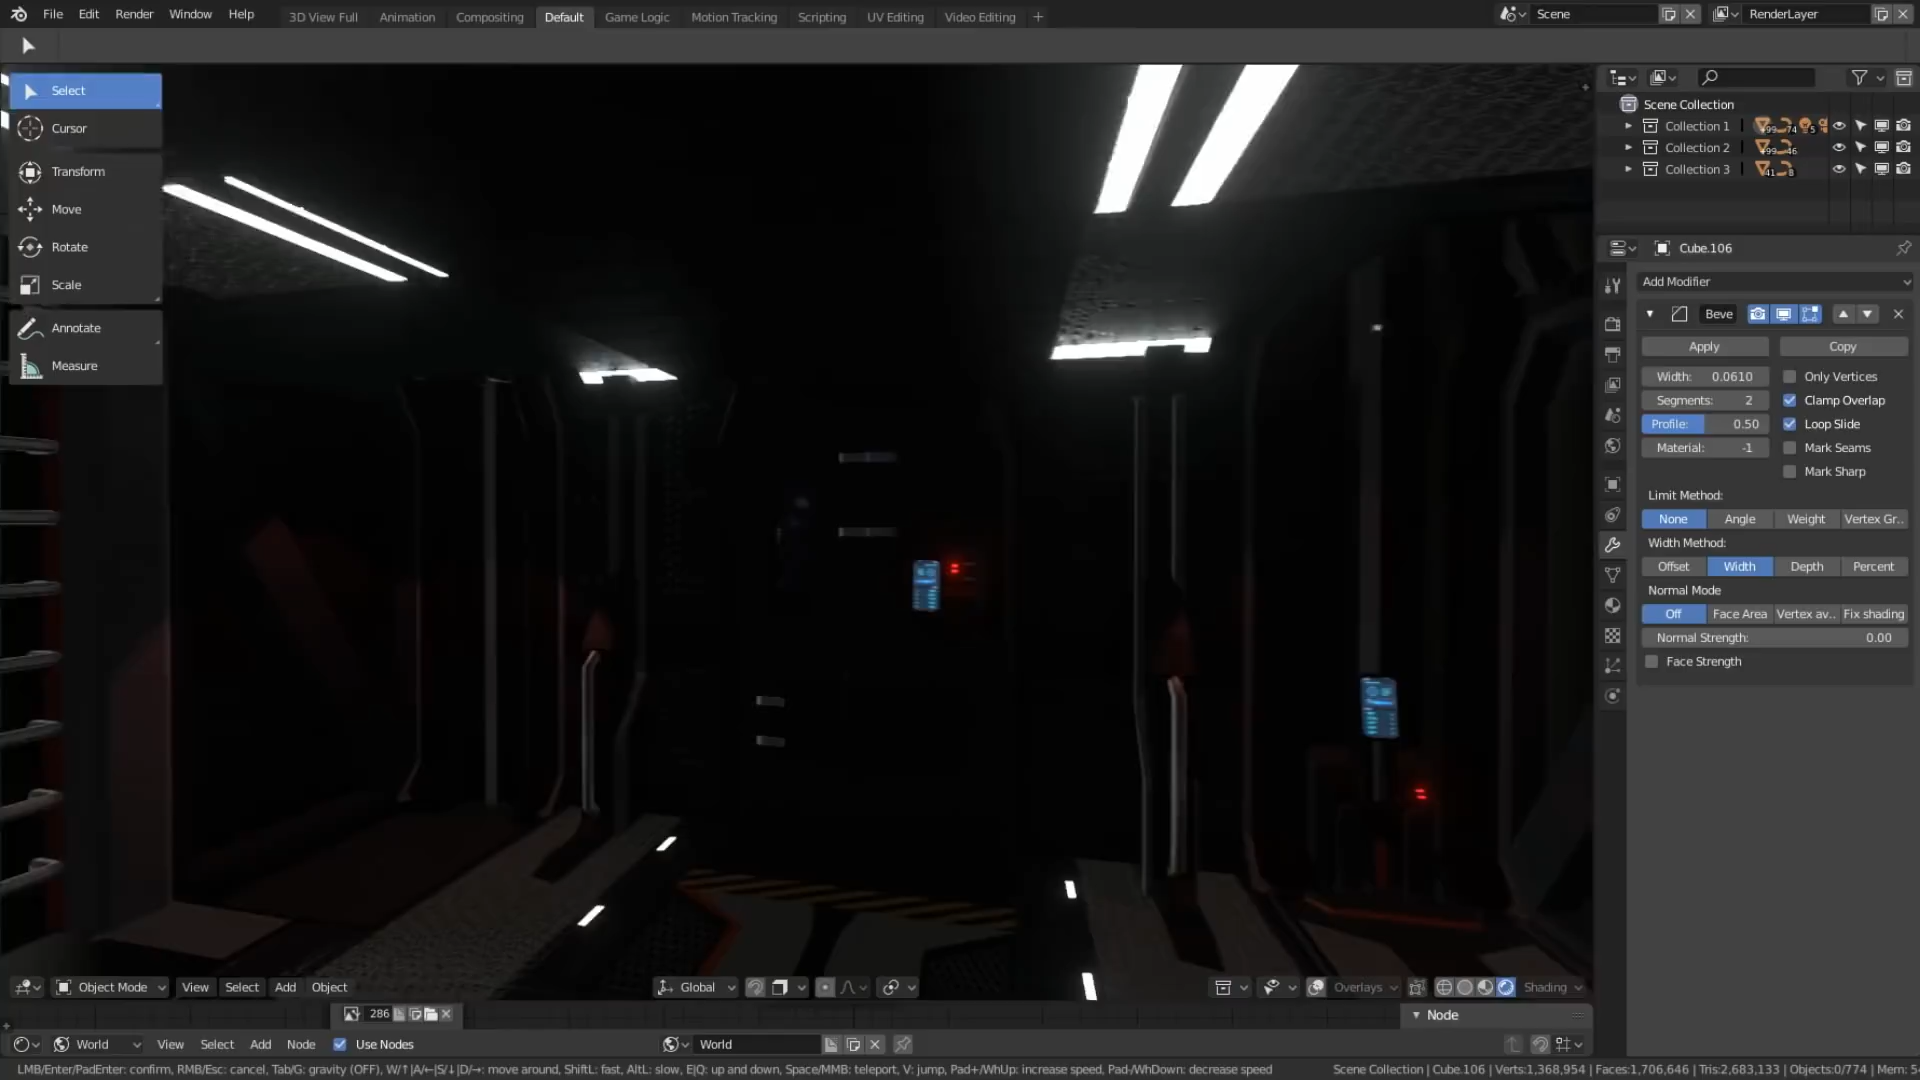 File Edit Render Window Help
3D View Full Animation Compositing Default Game Logic Motion Tracking Scripting UV Editing Video Editing +
Scene
RenderLayer
Select
Cursor
Transform
Move
Rotate
Scale
Annotate
Measure
Scene Collection
Collection 1
Collection 2
Collection 3
Cube.106
Add Modifier
Beve
Apply Copy
Width: 0.0610 Only Vertices
Segments: 2 Clamp Overlap
Profile: 0.50 Loop Slide
Material: -1 Mark Seams
Mark Sharp
Limit Method:
None Angle Weight Vertex Gr..
Width Method:
Offset Width Depth Percent
Normal Mode
Off Face Area Vertex av.. Fix shading
Normal Strength: 0.00
Face Strength
Object Mode View Select Add Object
Global
Overlays
Shading
286
Node
World View Select Add Node Use Nodes
World
LMB/Enter/PadEnter: confirm, RMB/Esc: cancel, Tab/G: gravity (OFF), W/↑|A/←|S/↓|D/→: move around, ShiftL: fast, AltL: slow, E|Q: up and down, Space/MMB: teleport, V: jump, Pad+/WhUp: increase speed, Pad-/WhDown: decrease speed
Scene Collection | Cube.106 | Verts:1,368,954 | Faces:1,706,646 | Tris:2,683,133 | Objects:0/774 | Mem: 5